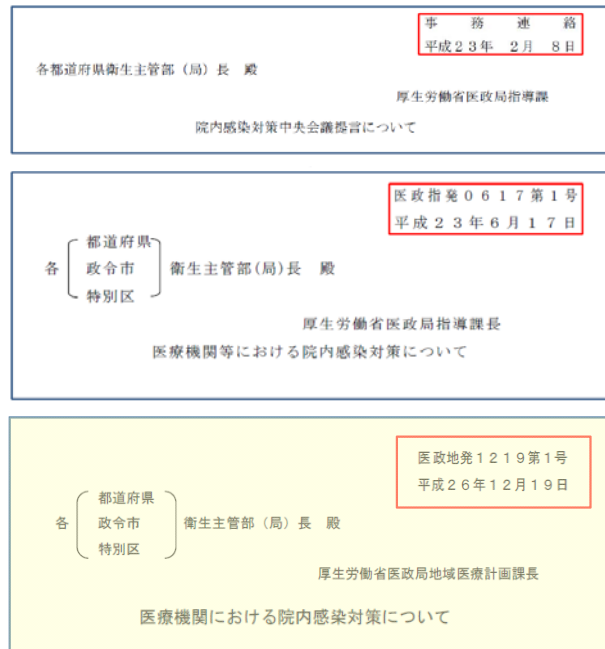 事務連絡
平成23年 2月 8日
各都道府県衛生主管部(局)長 殿
厚生労働省医政局指導課
院内感染対策中央会議提言について
医政指発0617第1号
平成23年6月17日
都道府県
各 政令市 衛生主管部(局)長 殿
特別区
厚生労働省医政局指導課長
医療機関等における院内感染対策について
医政地発1219第1号
平成26年12月19日
都道府県
各 政令市 衛生主管部(局)長 殿
特別区
厚生労働省医政局地域医療計画課長
医療機関における院内感染対策について